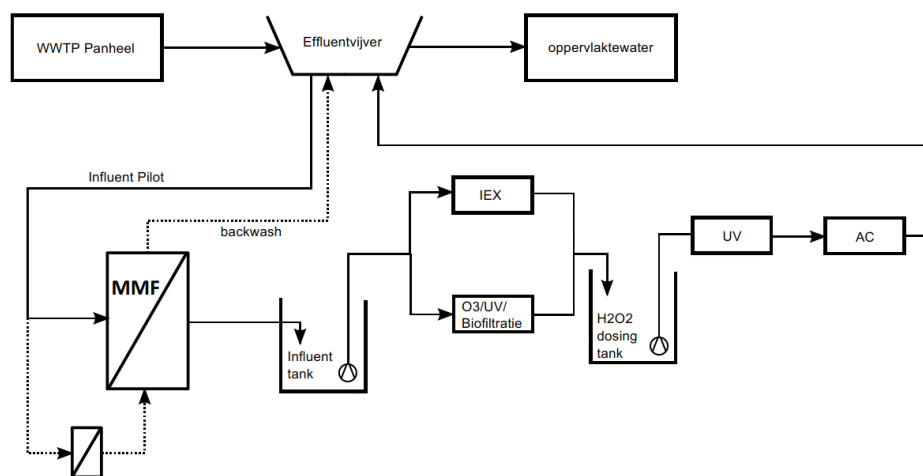 WWTP Panheel
Effluentvijver
oppervlaktewater
Influent Pilot
backwash
IEX
MMF
UV
AC
O3/UV/
Biofiltratie
Influent
tank
H2O2
dosing
tank